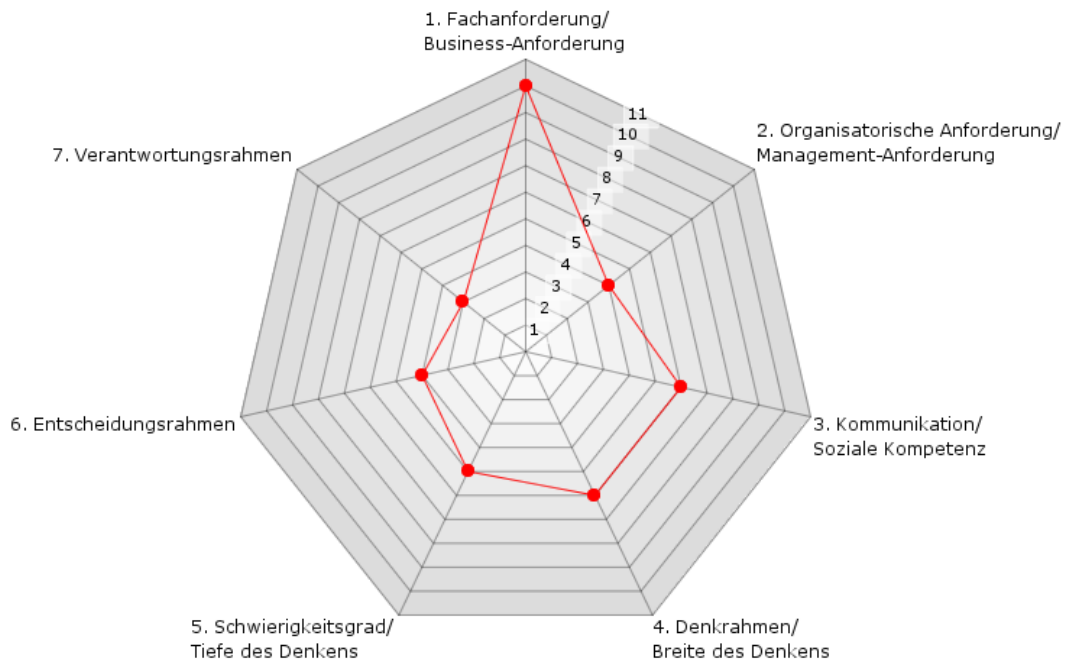 1. Fachanforderung/
Business-Anforderung
2. Organisatorische Anforderung/
Management-Anforderung
3. Kommunikation/
Soziale Kompetenz
4. Denkrahmen/
Breite des Denkens
5. Schwierigkeitsgrad/
Tiefe des Denkens
6. Entscheidungsrahmen
7. Verantwortungsrahmen
11
10
9
8
7
6
5
4
3
2
1